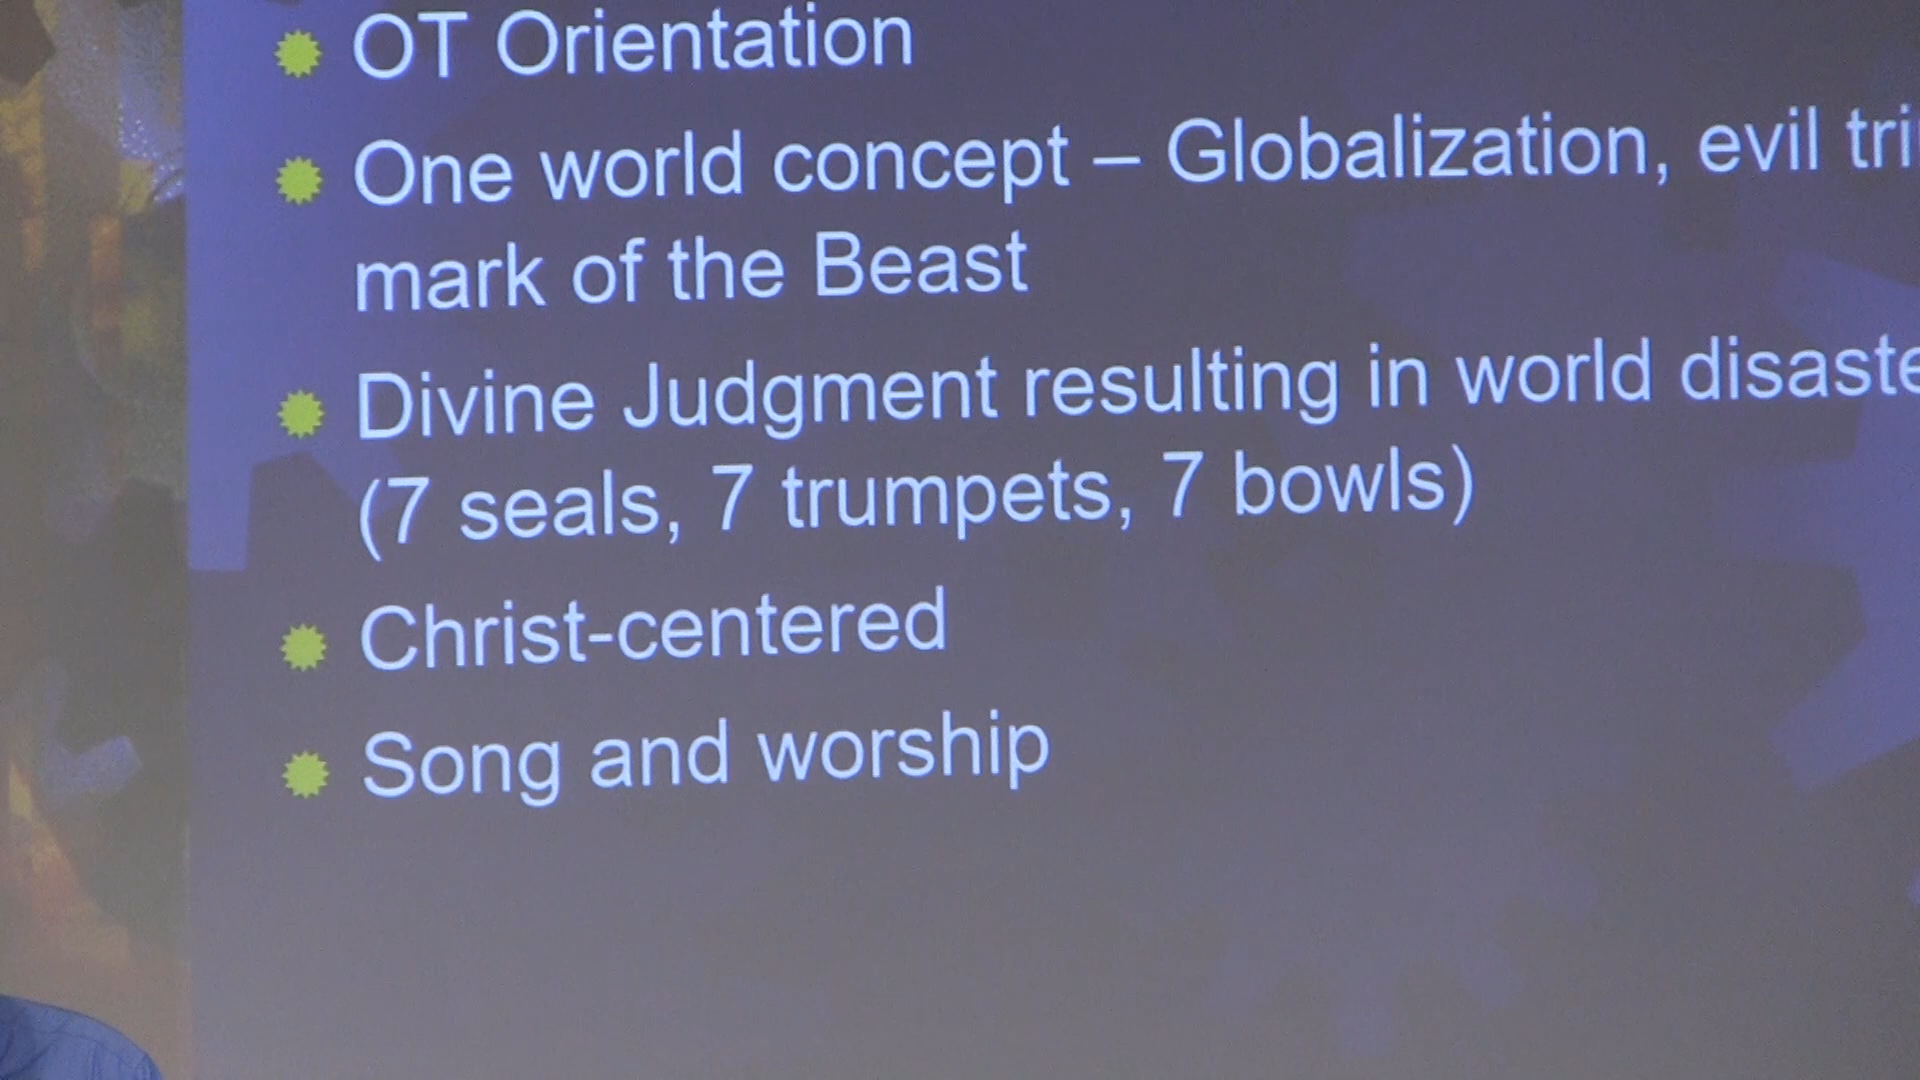 OT Orientation
One world concept – Globalization, evil
mark of the Beast
Divine Judgment resulting in world
(7 seals, 7 trumpets, 7 bowls)
Christ-centered
Song and worship